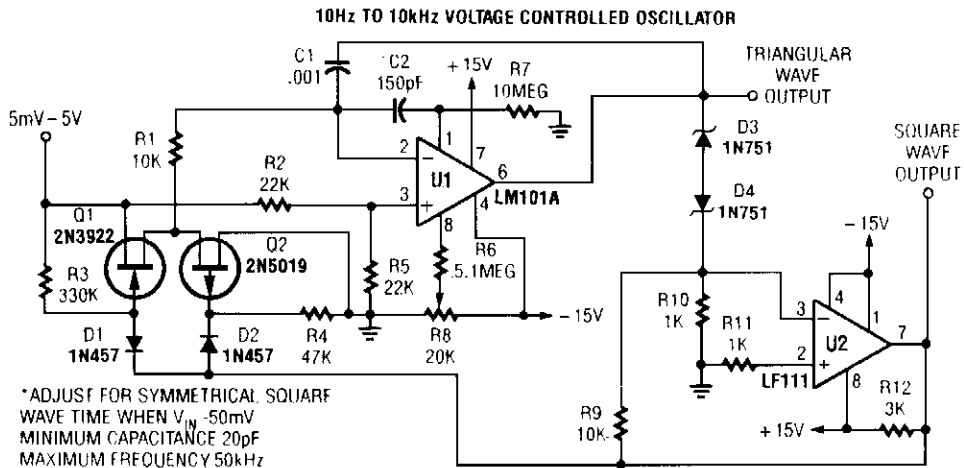 10Hz TO 10kHz VOLTAGE CONTROLLED OSCILLATOR
C1
.001
C2
150pF
+15V
R7
10MEG
TRIANGULAR
WAVE
OUTPUT
5mV-5V
R1
10K
R2
22K
2
-
1
7
U1
6
LM101A
3
+
4
8
D3
1N751
D4
1N751
SQUARE
WAVE
OUTPUT
Q1
2N3922
Q2
2N5019
R3
330K
R5
22K
R6
.5.1MEG
R4
47K
R8
20K
-15V
-15V
D1
1N457
D2
1N457
R10
1K
R11
1K
3
-
4
1
U2
7
2
+
8
LF111
R12
3K
+15V
R9
10K
*ADJUST FOR SYMMETRICAL SQUARE
WAVE TIME WHEN VIN -50mV
MINIMUM CAPACITANCE 20pF
MAXIMUM FREQUENCY 50kHz